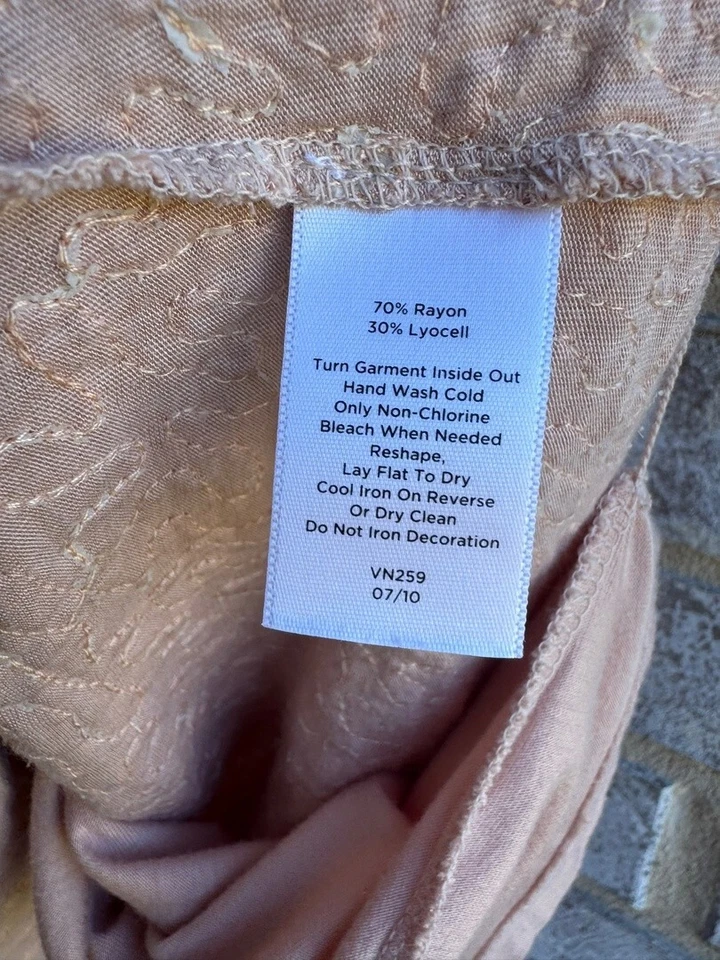 70% Rayon
30% Lyocell
Turn Garment Inside Out
Hand Wash Cold
Only Non-Chlorine
Bleach When Needed
Reshape,
Lay Flat To Dry
Cool Iron On Reverse
Or Dry Clean
Do Not Iron Decoration
VN259
07/10